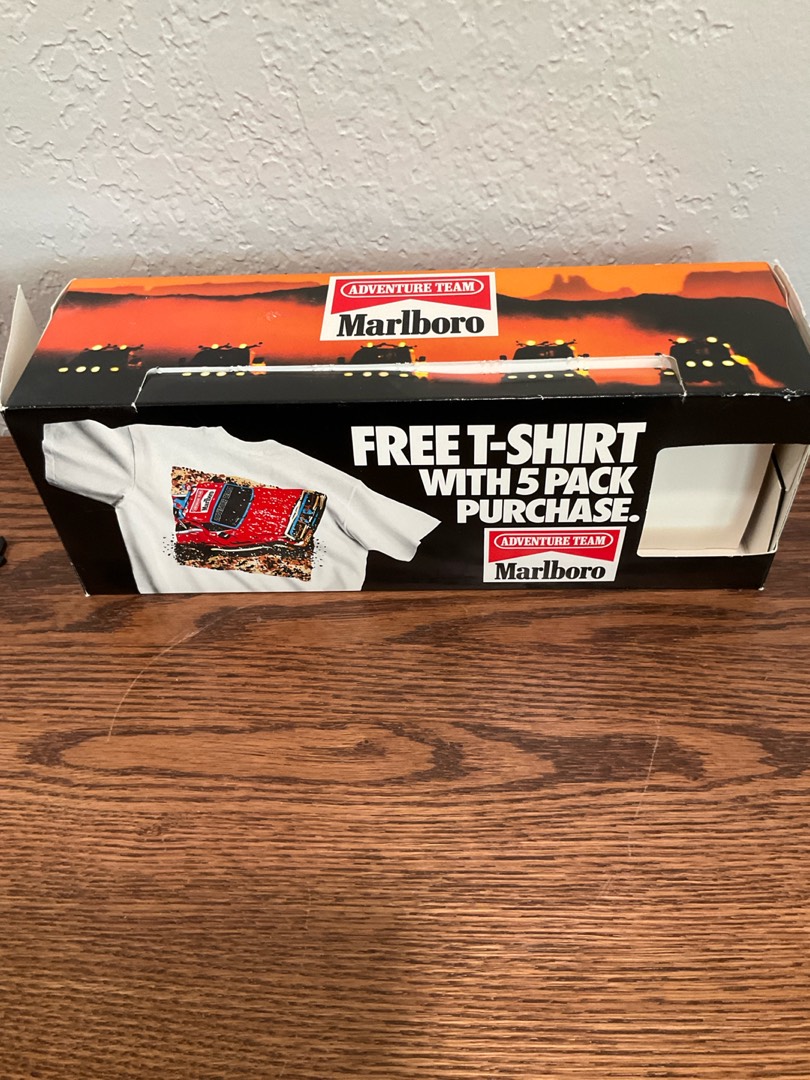 ADVENTURE TEAM
Marlboro
FREE T-SHIRT
WITH 5 PACK
PURCHASE.
ADVENTURE TEAM
Marlboro